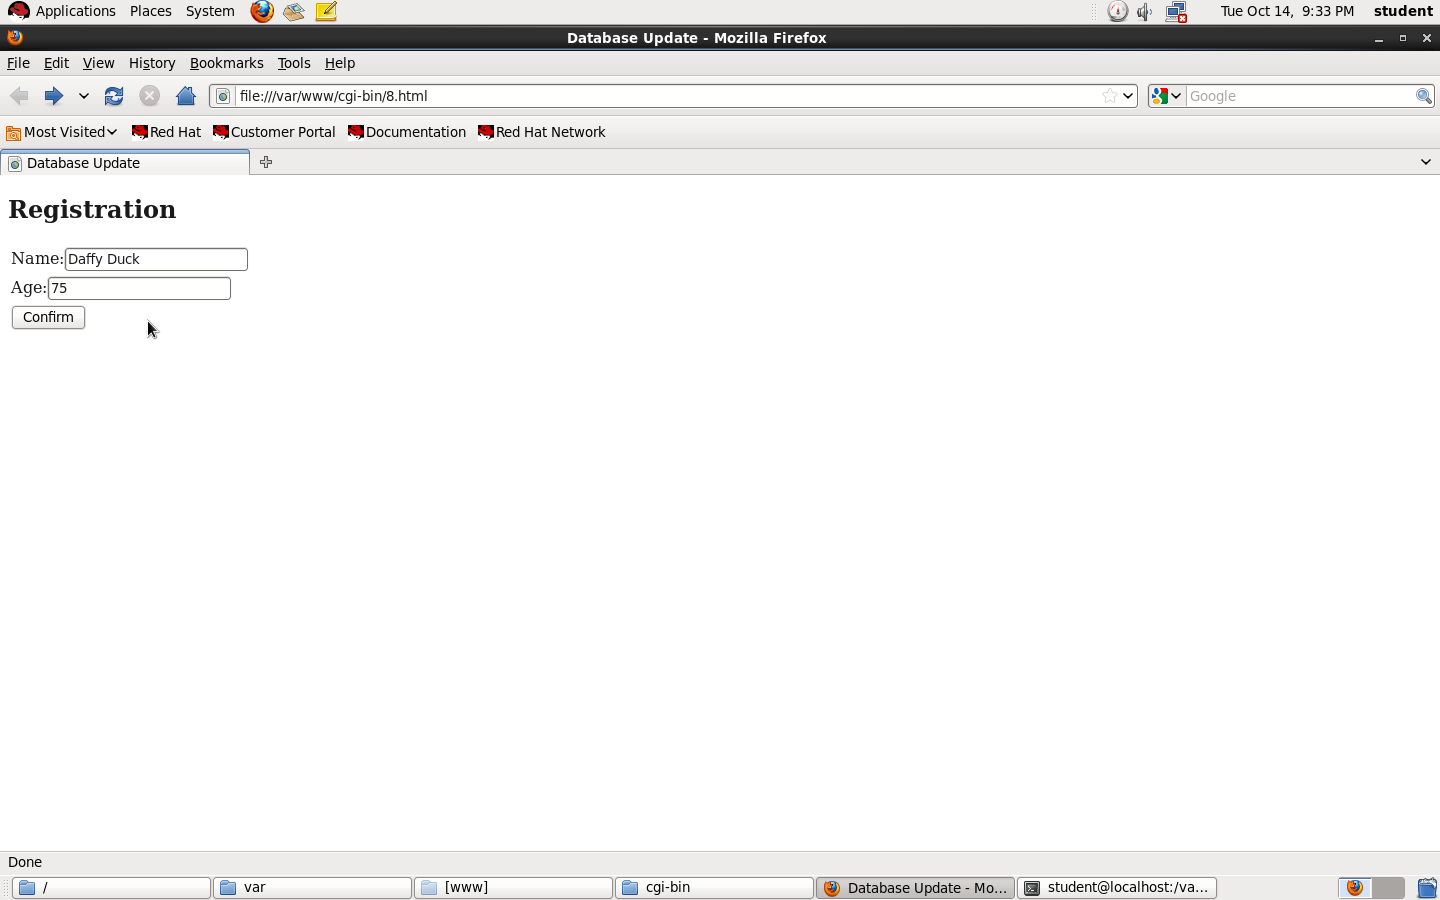 Applications Places System Tue Oct 14, 9:33 PM student
Database Update - Mozilla Firefox
File Edit View History Bookmarks Tools Help
file:///var/www/cgi-bin/8.html Google
Most Visited Red Hat Customer Portal Documentation Red Hat Network
Database Update
Registration
Name: Daffy Duck
Age: 75
Confirm
Done
/ var [www] cgi-bin Database Update - Mo... student@localhost:/va...